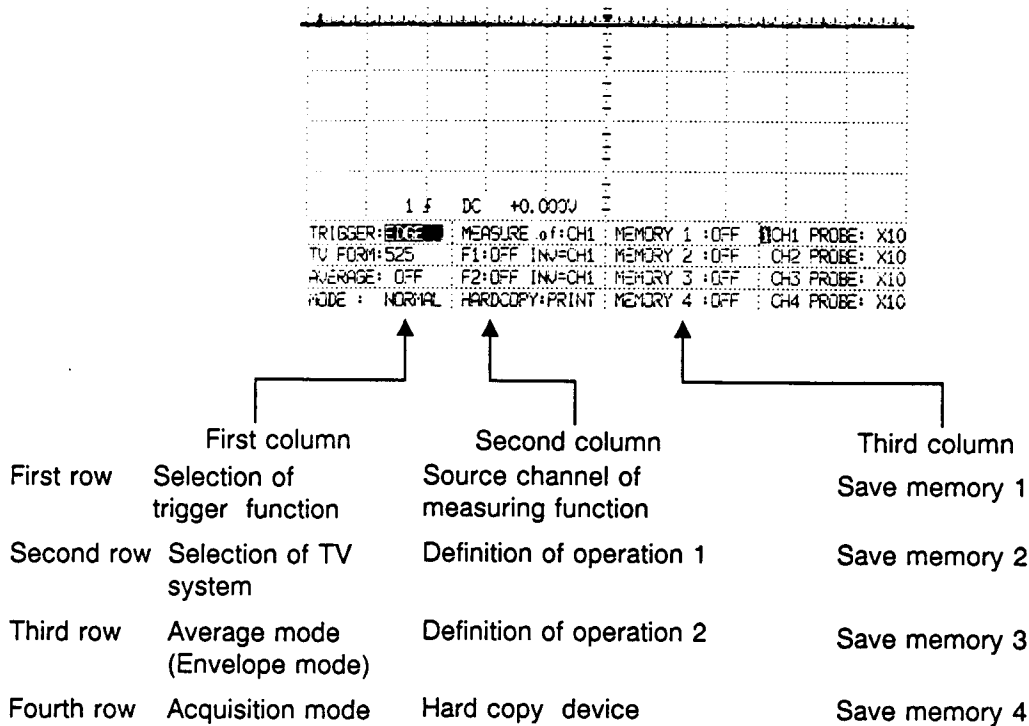 1 DC +0.000V
TRIGGER:EDGE MEASURE of:CH1 MEMORY 1 :OFF 1CH1 PROBE: X10
TV FORM:525 F1:OFF INV=CH1 MEMORY 2 :OFF CH2 PROBE: X10
AVERAGE: OFF F2:OFF INV=CH1 MEMORY 3 :OFF CH3 PROBE: X10
MODE : NORMAL HARDCOPY:PRINT MEMORY 4 :OFF CH4 PROBE: X10
First column Second column Third column
First row Selection of trigger function Source channel of measuring function Save memory 1
Second row Selection of TV system Definition of operation 1 Save memory 2
Third row Average mode (Envelope mode) Definition of operation 2 Save memory 3
Fourth row Acquisition mode Hard copy device Save memory 4